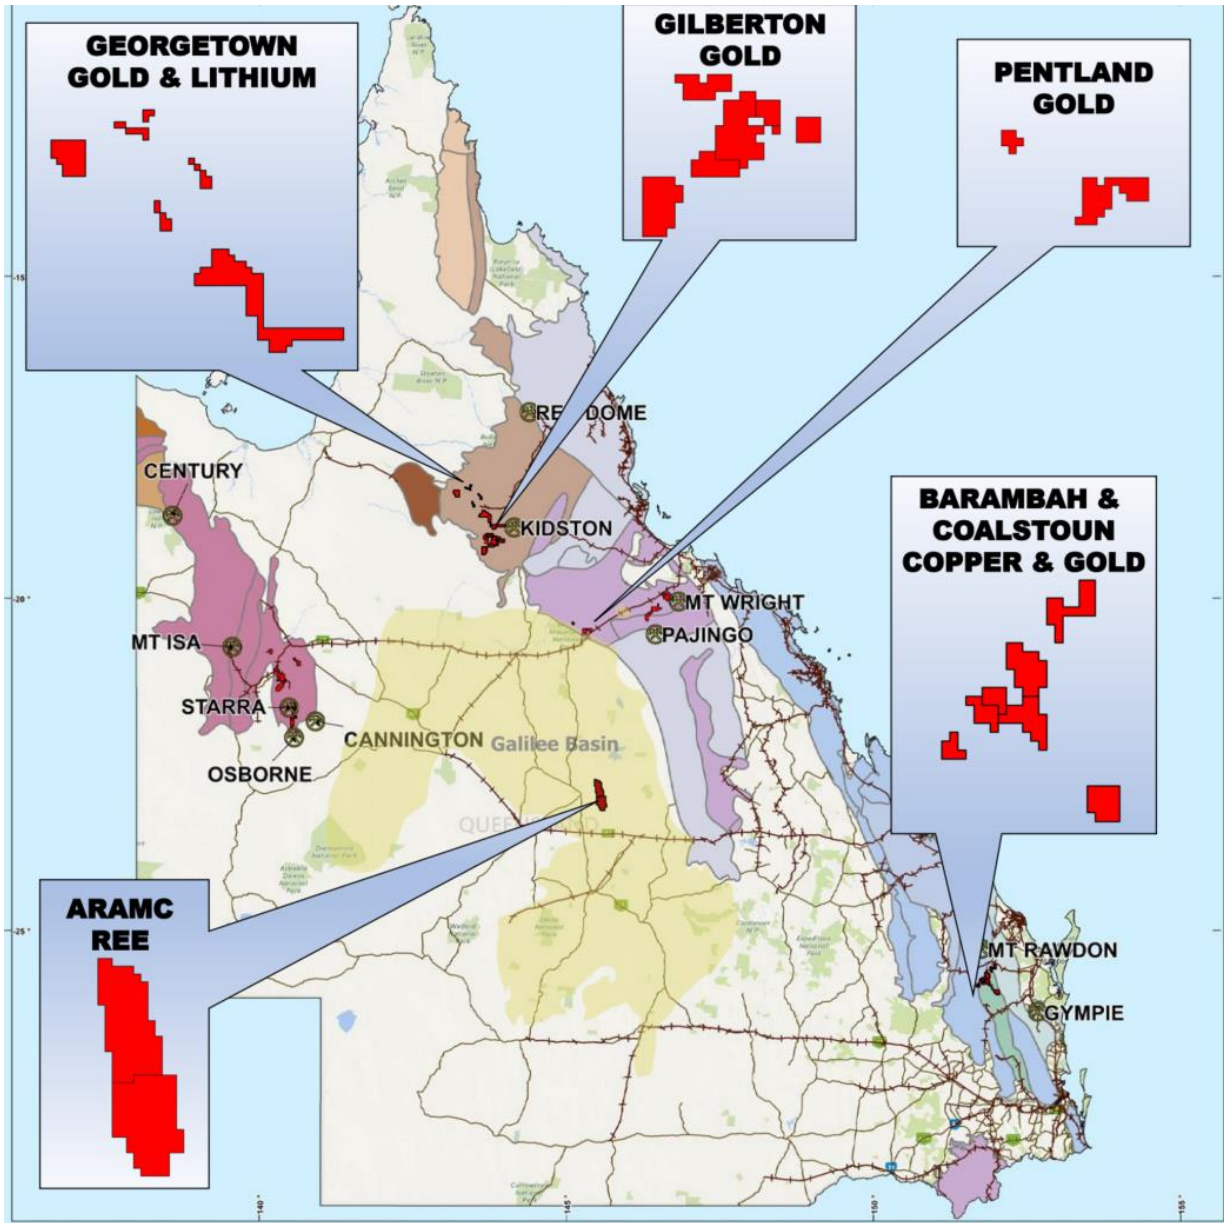 GEORGETOWN
GOLD & LITHIUM
GILBERTON
GOLD
PENTLAND
GOLD
-15
CENTURY
KIDSTON
BARAMBAH &
COALSTOUN
COPPER & GOLD
-20
MT WRIGHT
PAJINGO
MT ISA
STARRA
CANNINGTON
Galilee Basin
OSBORNE
ARAMC
REE
-25
MT RAWDON
GYMPIE
140°
145°
150°
155°